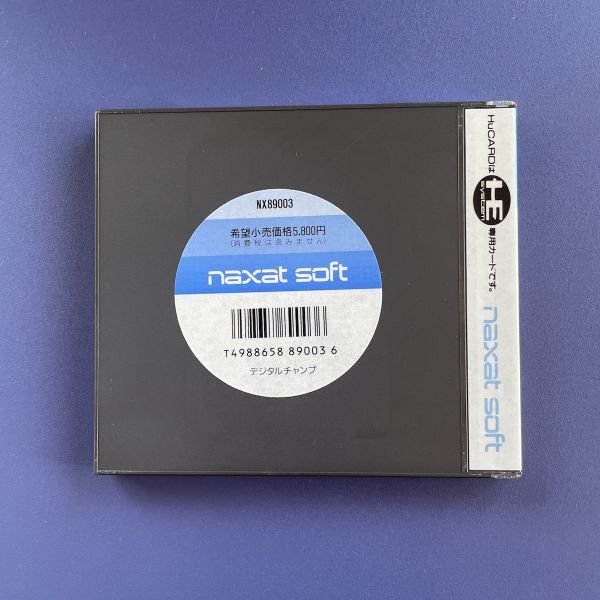 NX89003
希望小売価格5,800円
(消費税は含みません)
naxat soft
T4988658 89003 6
デジタルチャンプ
HuCARDは HE SYSTEM 専用カードです。
naxat soft